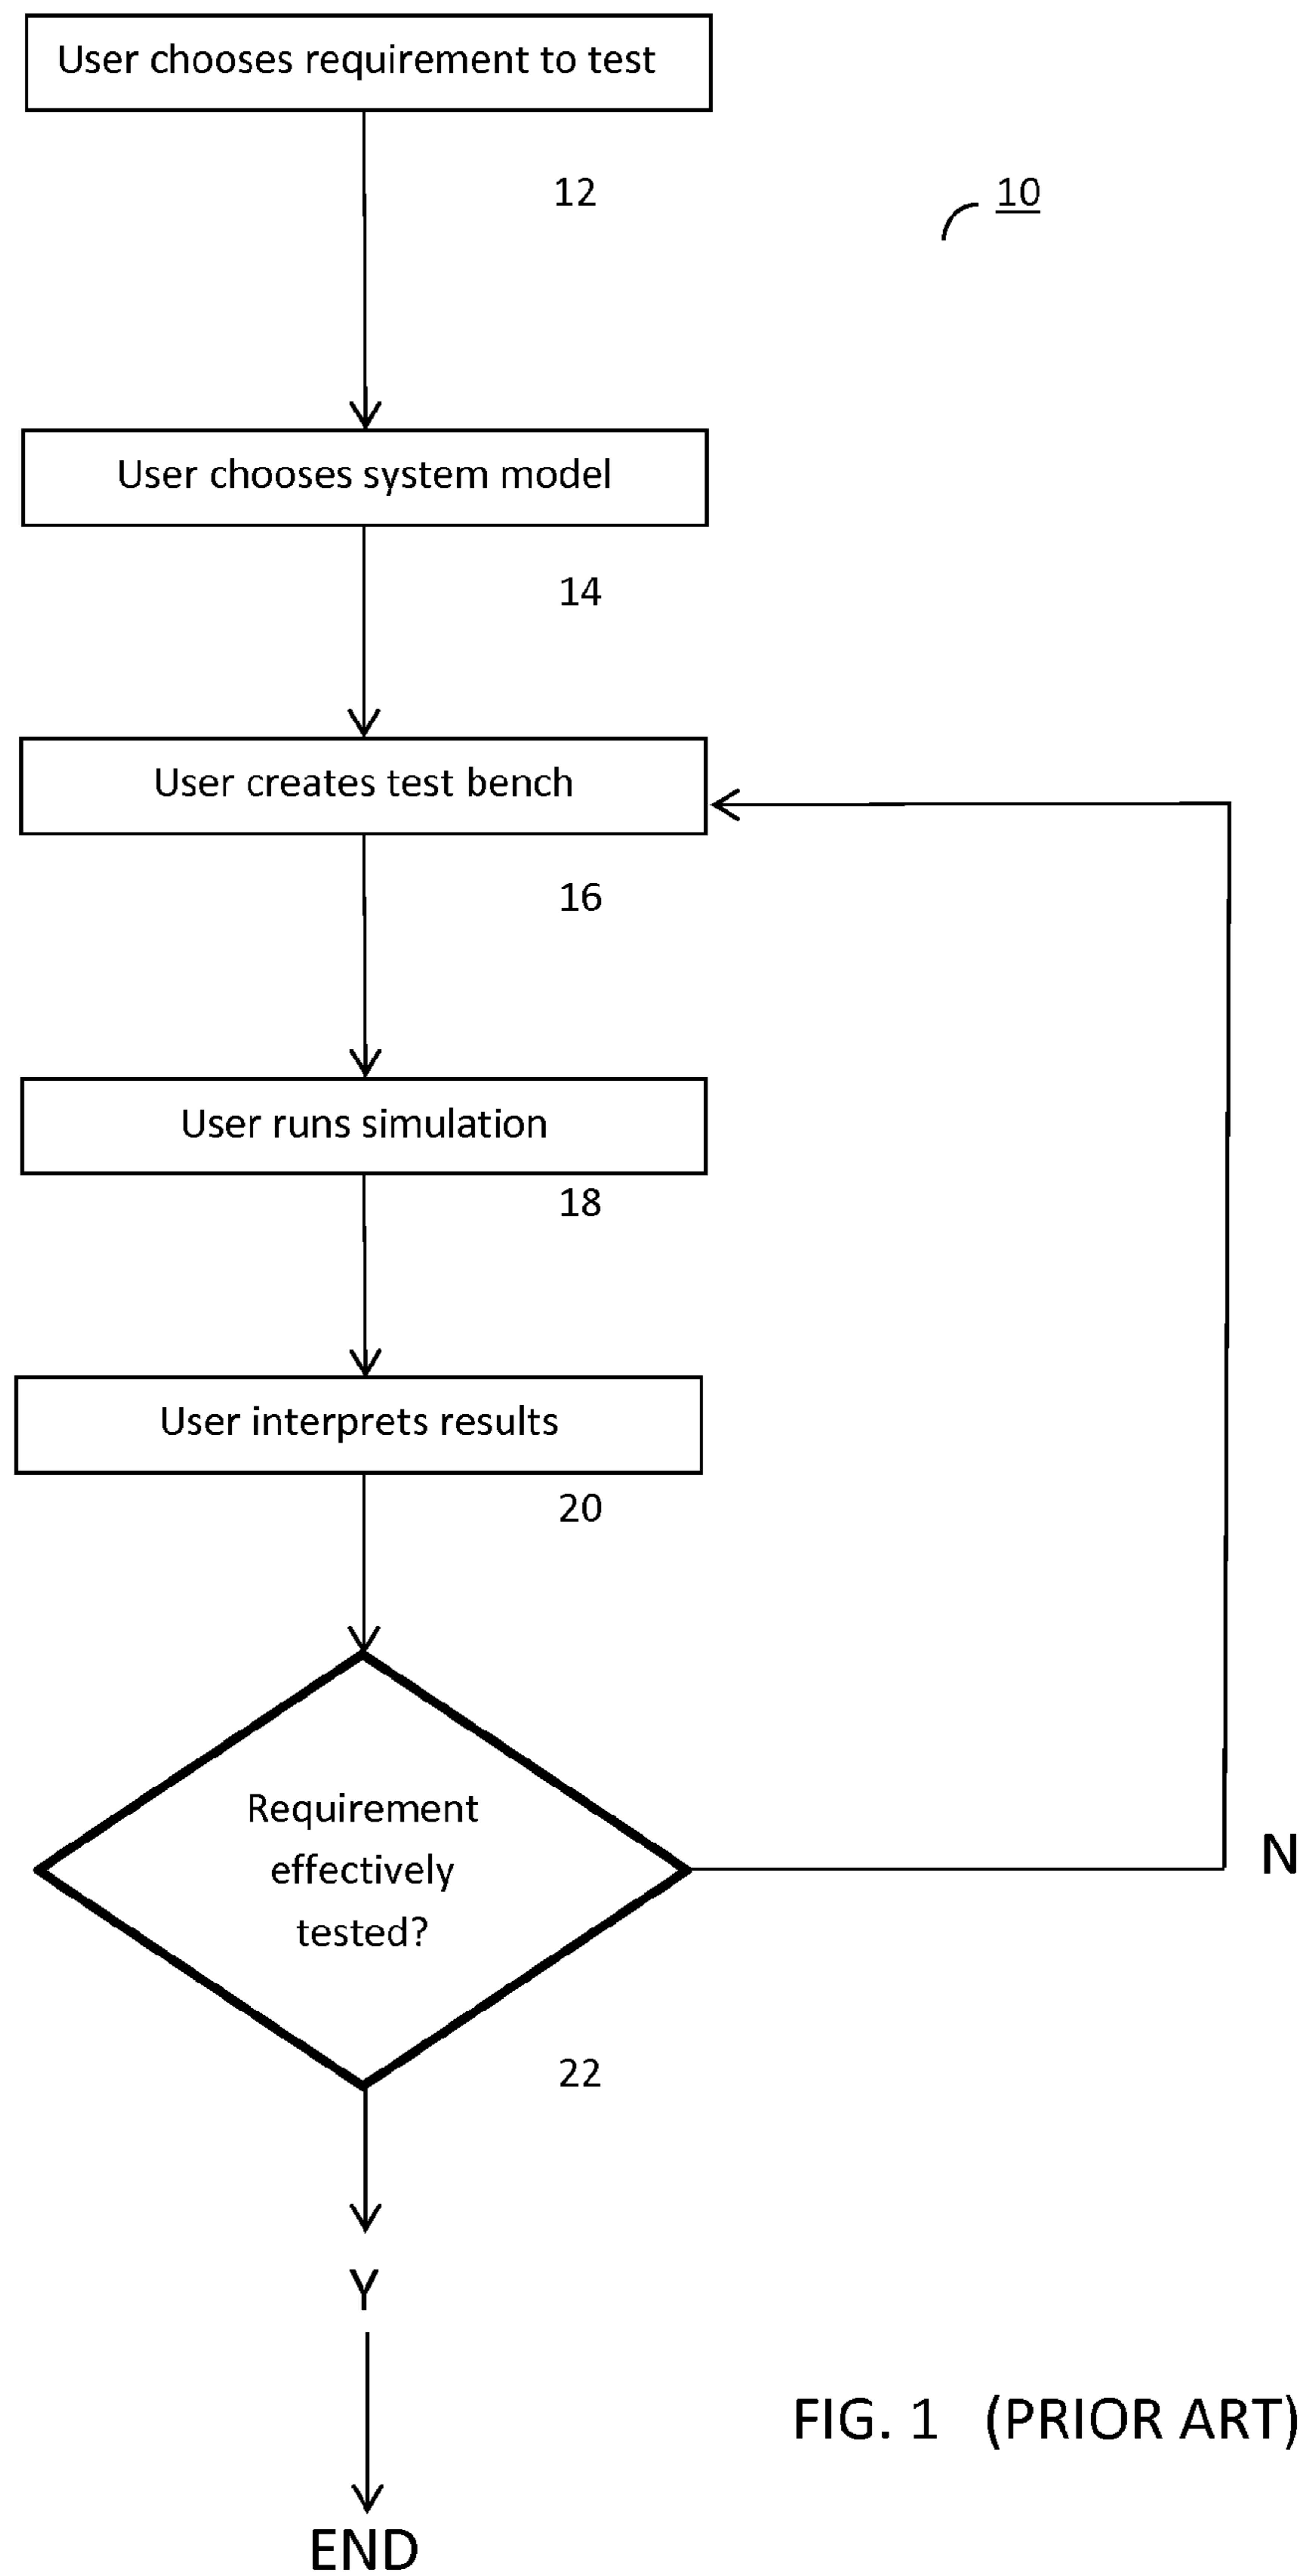 User chooses requirement to test
12
10
User chooses system model
14
User creates test bench
16
User runs simulation
18
User interprets results
20
Requirement
effectively
tested?
N
22
Y
FIG. 1 (PRIOR ART)
END